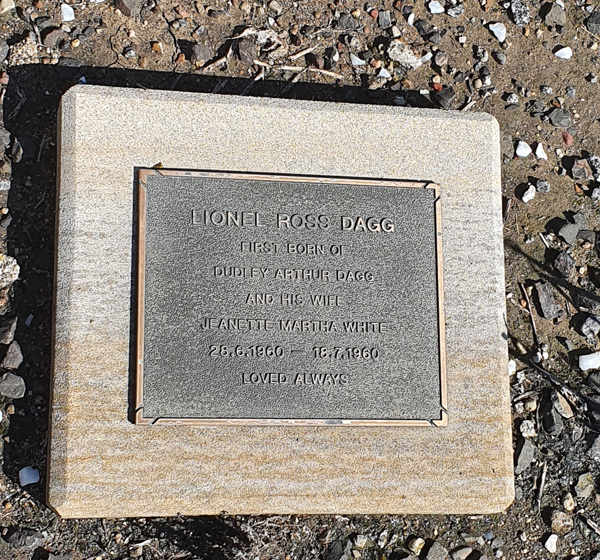 LIONEL ROSS DAGG
FIRST BORN OF
DUDLEY ARTHUR DAGG
AND HIS WIFE
JEANETTE MARTHA WHITE
28.6.1960 — 18.7.1960
LOVED ALWAYS